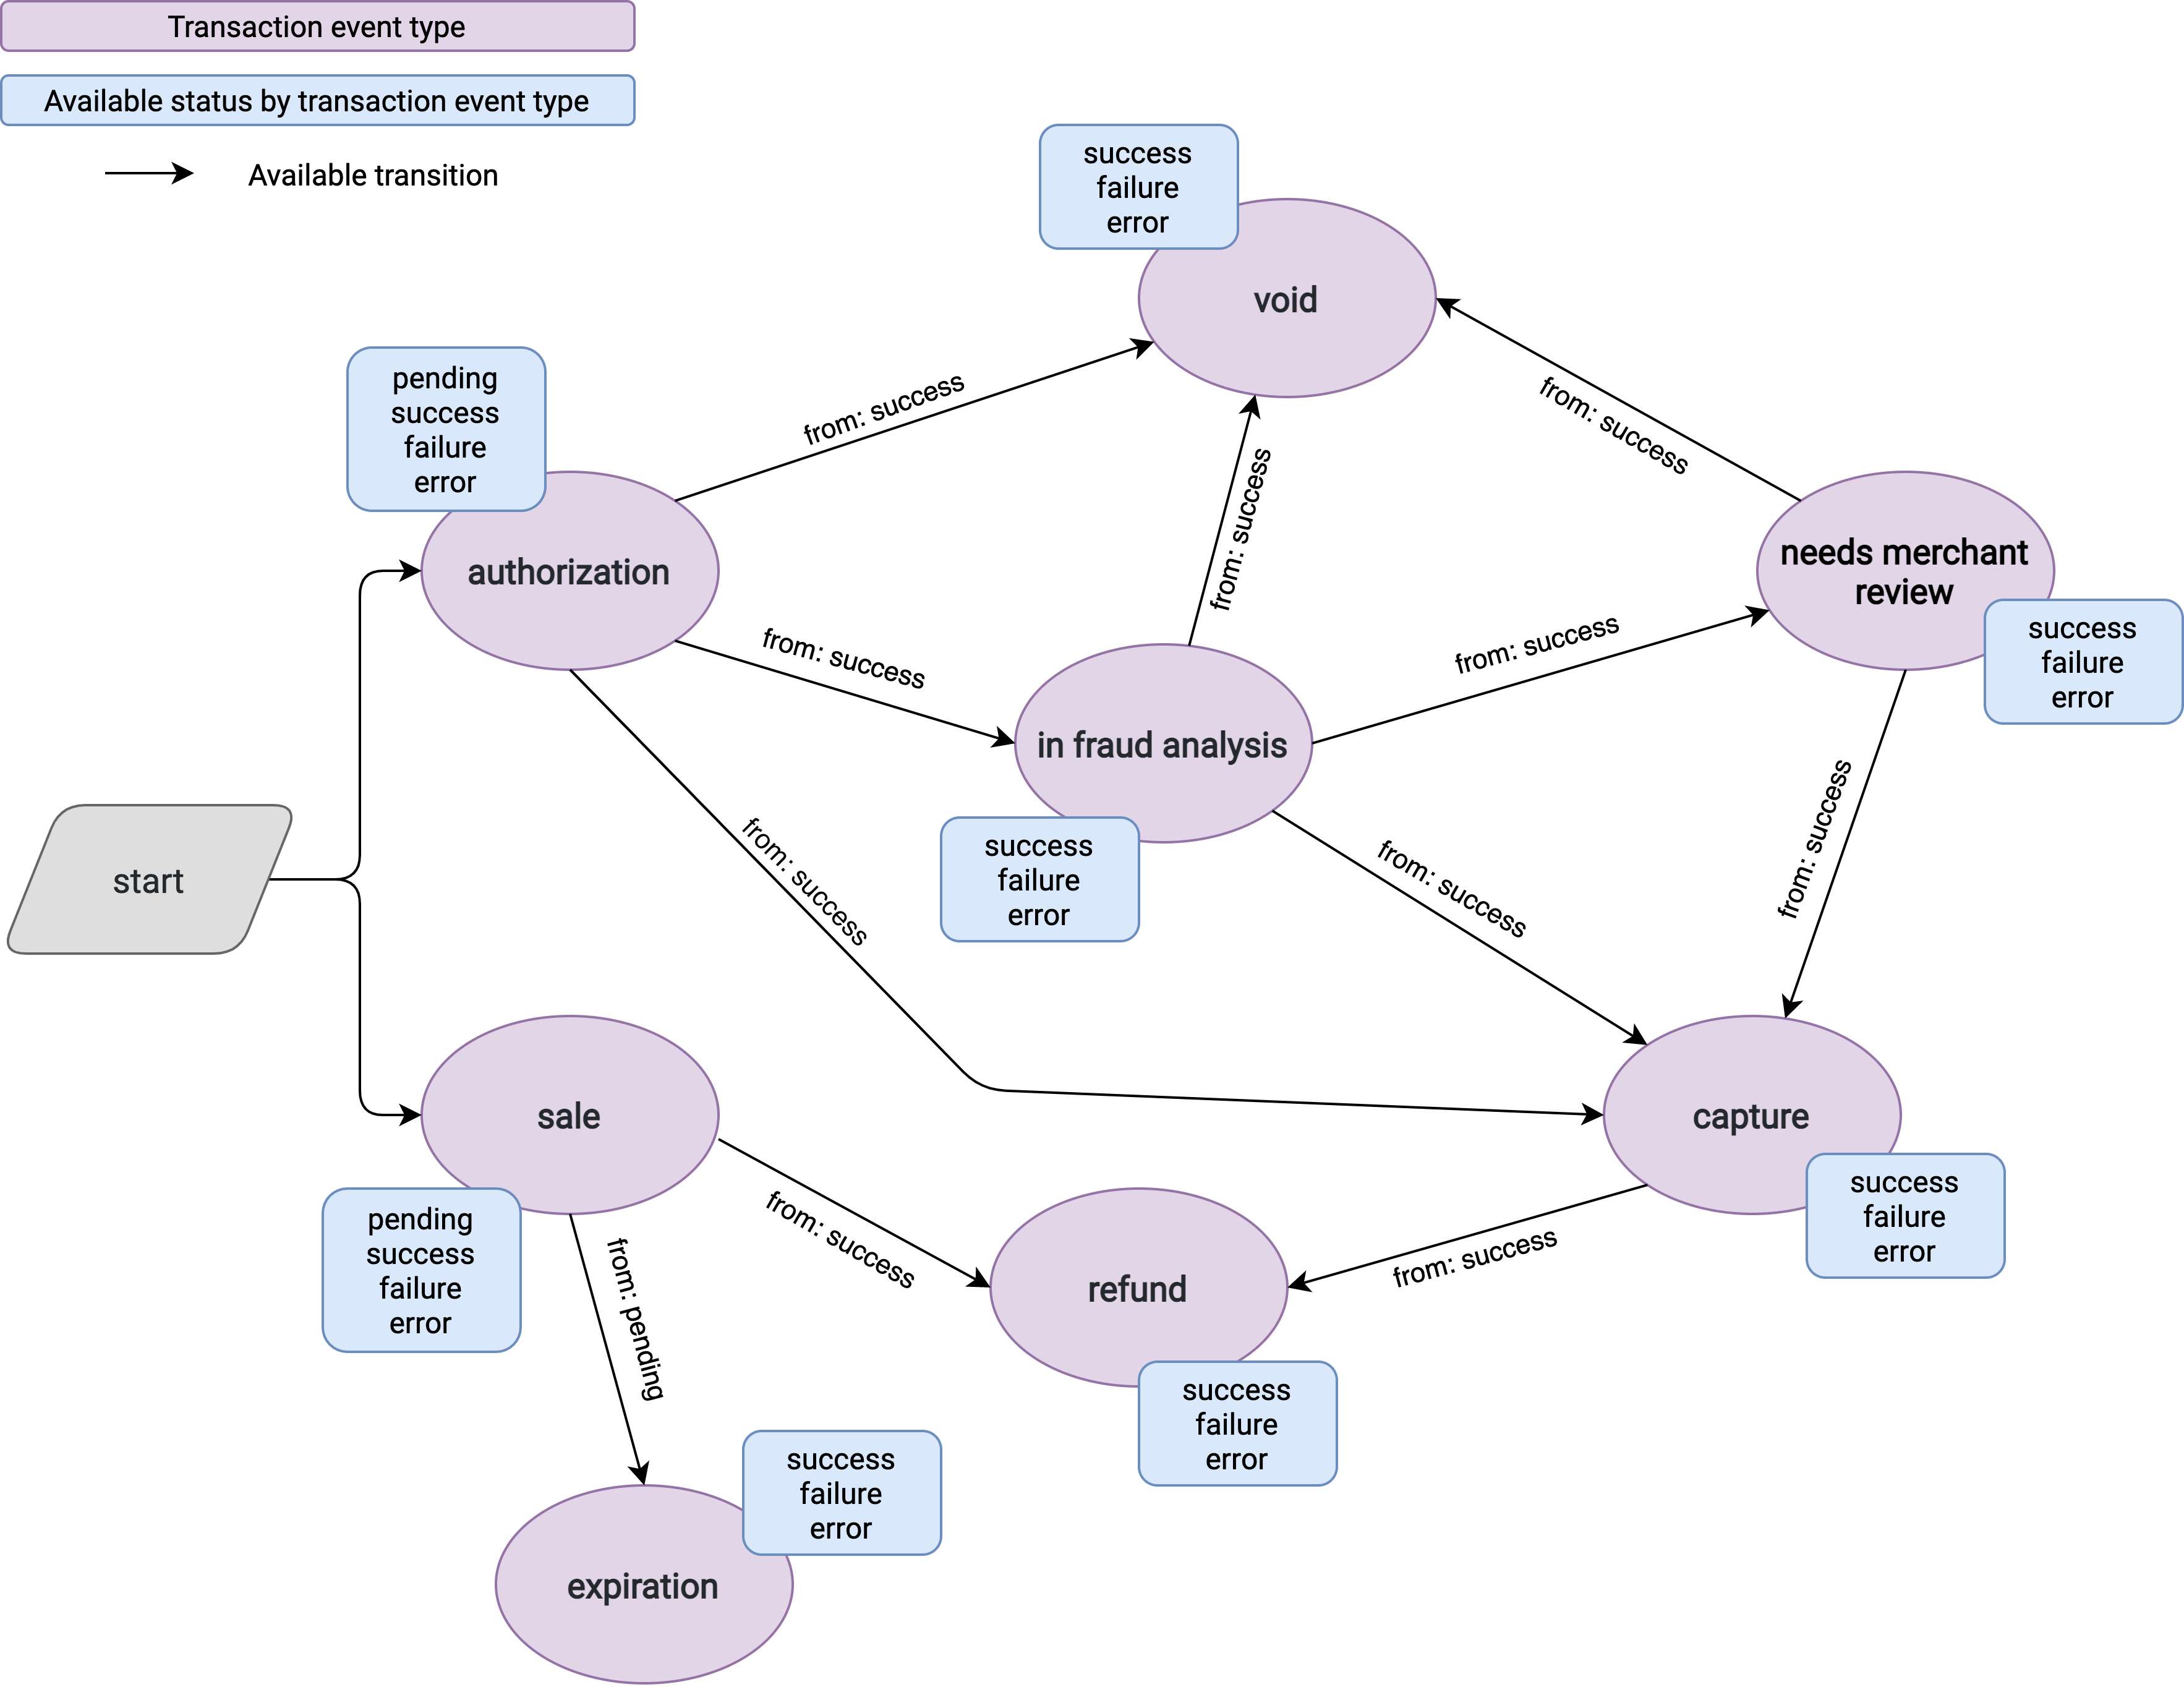 Transaction event type
Available status by transaction event type
Available transition
success
failure
error
void
pending
success
failure
error
authorization
from: success
from: success
from: success
from: success
needs merchant
review
success
failure
error
from: success
in fraud analysis
success
failure
error
from: success
from: success
from: success
start
sale
pending
success
failure
error
capture
success
failure
error
from: success
from: success
refund
success
failure
error
from: pending
success
failure
error
expiration